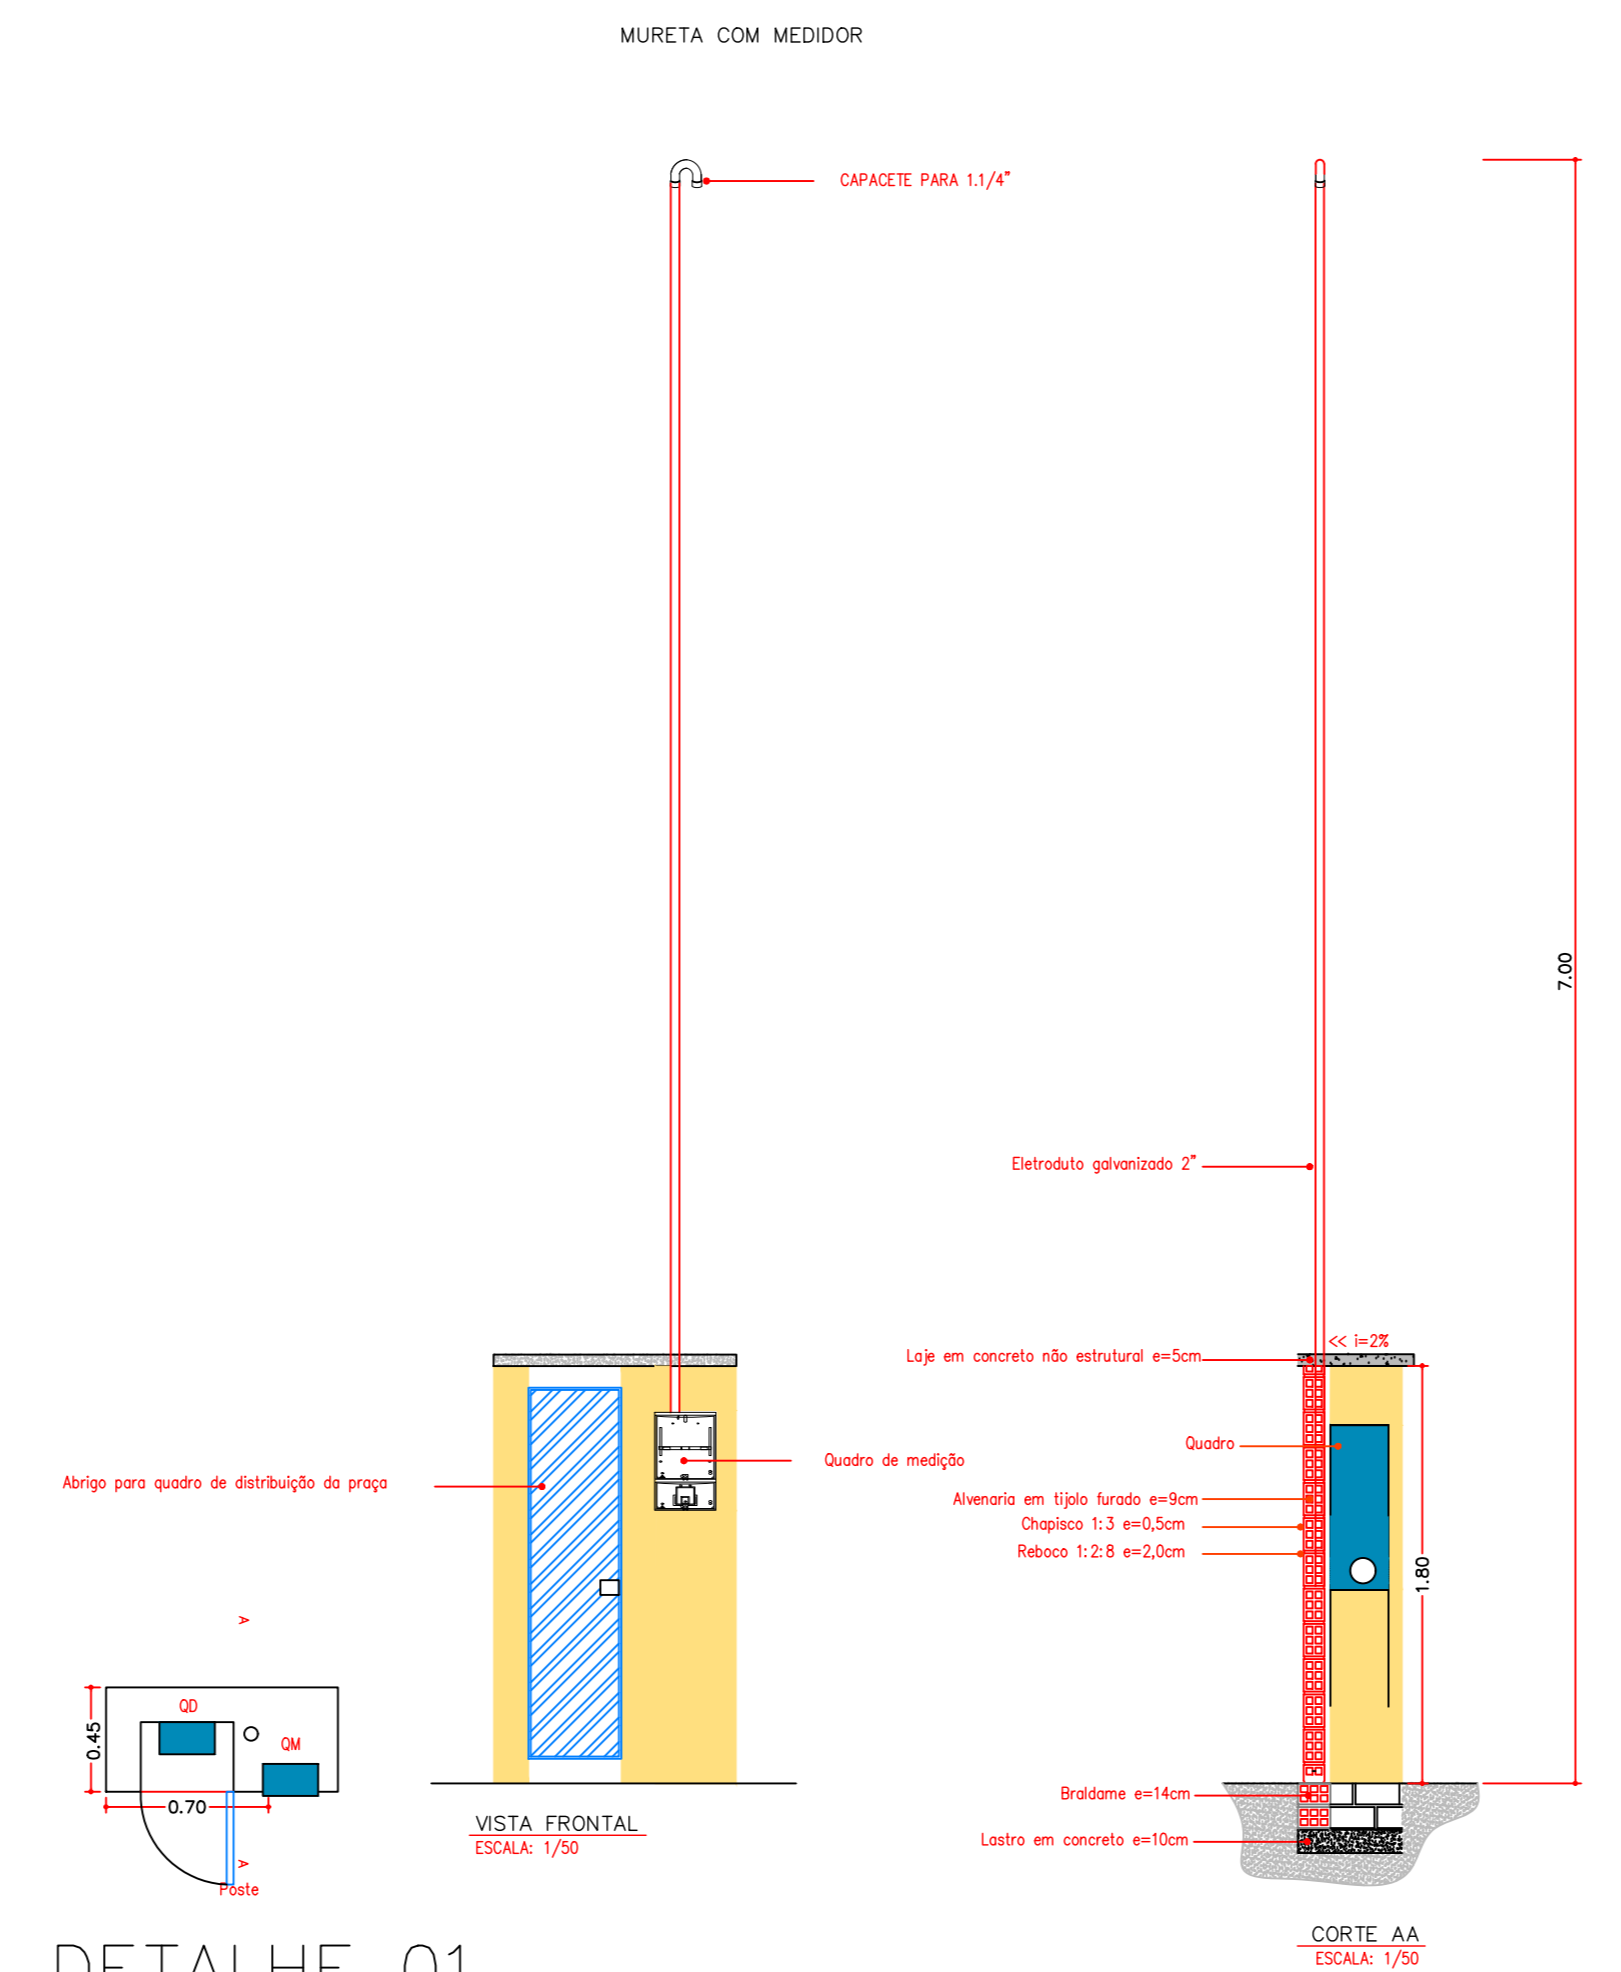 MURETA COM MEDIDOR
CAPACETE PARA 1.1/4"
7.00
Eletroduto galvanizado 2"
<< i=2%
Laje em concreto não estrutural e=5cm
Quadro
Quadro de medição
Abrigo para quadro de distribuição da praça
Alvenaria em tijolo furado e=9cm
Chapisco 1:3 e=0,5cm
Reboco 1:2:8 e=2,0cm
1.80
A
QD
QM
0.45
0.70
A
Poste
Braldame e=14cm
Lastro em concreto e=10cm
VISTA FRONTAL
ESCALA: 1/50
CORTE AA
ESCALA: 1/50
DETALHE 01